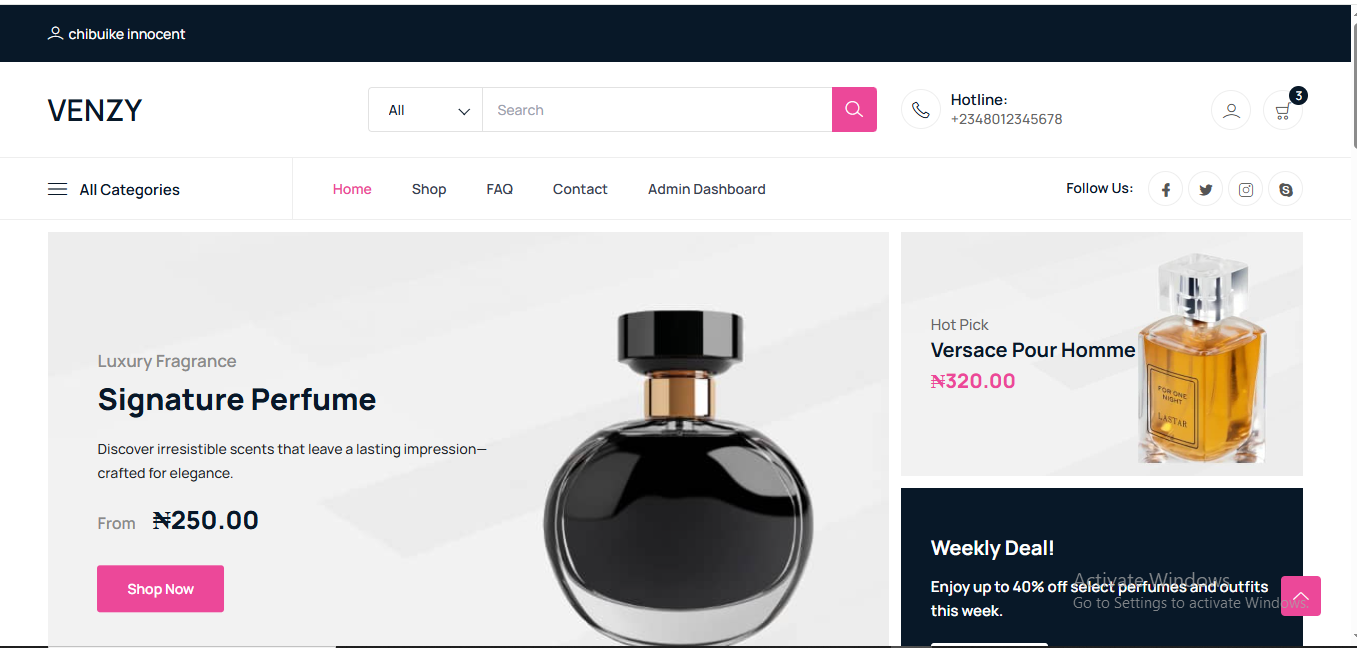 chibuike innocent
VENZY
All
Search
Hotline:
+2348012345678
3
All Categories
Home
Shop
FAQ
Contact
Admin Dashboard
Follow Us:
Luxury Fragrance
Signature Perfume
Discover irresistible scents that leave a lasting impression—
crafted for elegance.
From ₦250.00
Shop Now
Hot Pick
Versace Pour Homme
₦320.00
FOR ONE
NIGHT
LASTAR
Weekly Deal!
Enjoy up to 40% off select perfumes and outfits
this week.
Activate Windows
Go to Settings to activate Windows.